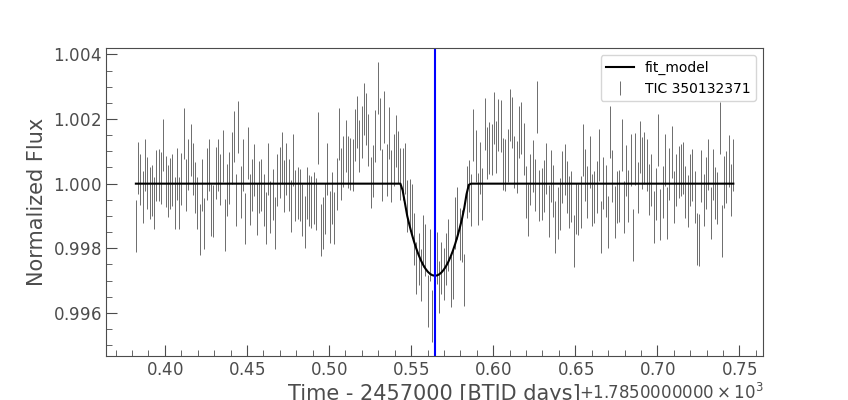 1.004
1.002
1.000
0.998
0.996
Normalized Flux
fit_model
TIC 350132371
0.40 0.45 0.50 0.55 0.60 0.65 0.70 0.75
Time - 2457000 [BTJD days]
+1.7850000000 × 10³